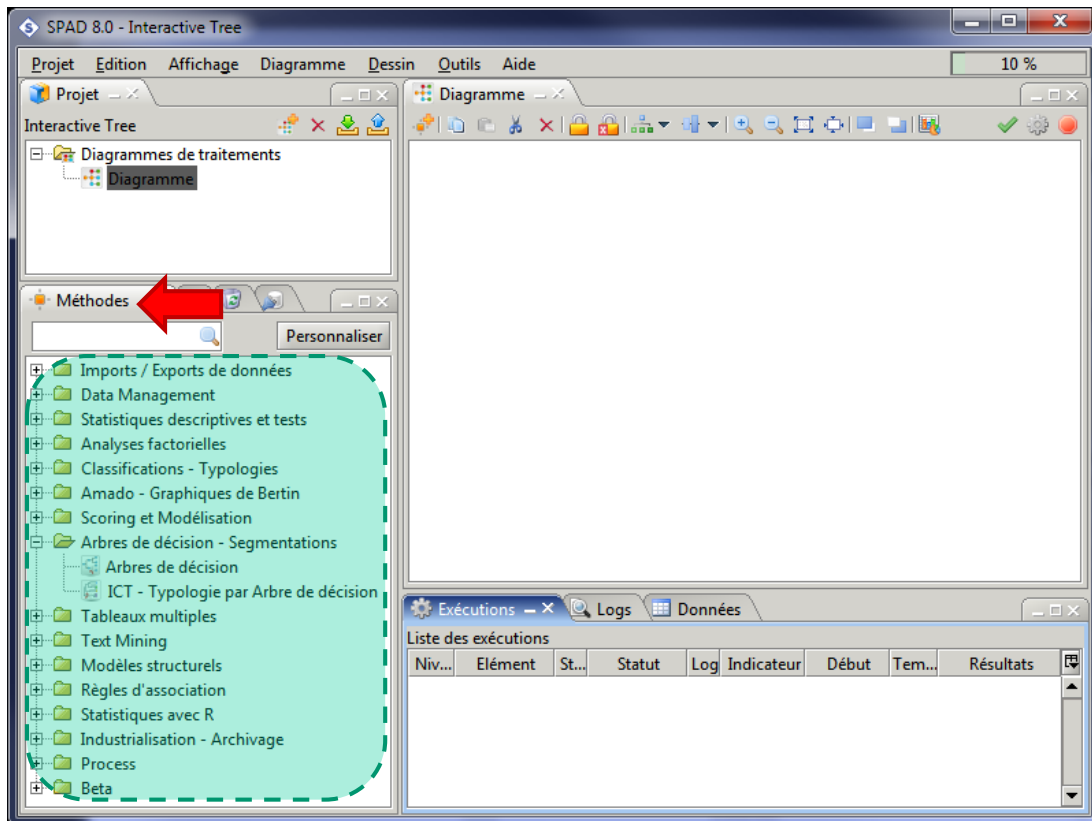 SPAD 8.0 - Interactive Tree
Projet Edition Affichage Diagramme Dessin Outils Aide 10 %
Projet
Interactive Tree
Diagrammes de traitements
Diagramme
Méthodes
Personnaliser
Imports / Exports de données
Data Management
Statistiques descriptives et tests
Analyses factorielles
Classifications - Typologies
Amado - Graphiques de Bertin
Scoring et Modélisation
Arbres de décision - Segmentations
Arbres de décision
ICT - Typologie par Arbre de décision
Tableaux multiples
Text Mining
Modèles structurels
Règles d'association
Statistiques avec R
Industrialisation - Archivage
Process
Beta
Diagramme
Exécutions Logs Données
Liste des exécutions
Niv... Elément St... Statut Log Indicateur Début Tem... Résultats